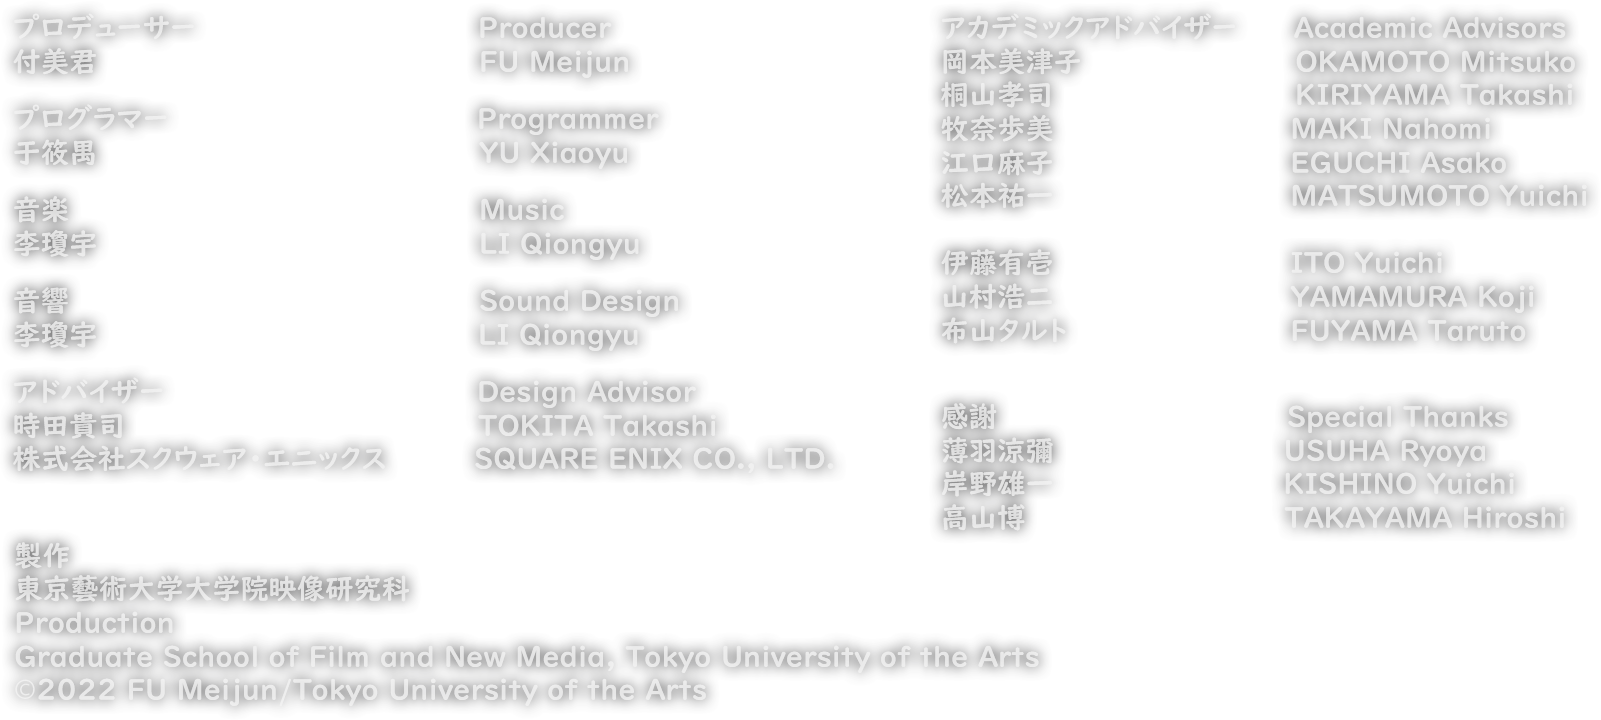 プロデューサー
付美君
プログラマー
于筱禺
音楽
李瓊宇
音響
李瓊宇
アドバイザー
時田貴司
株式会社スクウェア・エニックス
Producer
FU Meijun
Programmer
YU Xiaoyu
Music
LI Qiongyu
Sound Design
LI Qiongyu
Design Advisor
TOKITA Takashi
SQUARE ENIX CO., LTD.
製作
東京藝術大学大学院映像研究科
Production
Graduate School of Film and New Media, Tokyo University of the Arts
©2022 FU Meijun/Tokyo University of the Arts
アカデミックアドバイザー
岡本美津子
桐山孝司
牧奈歩美
江口麻子
松本祐一
伊藤有壱
山村浩二
布山タルト
感謝
薄羽涼彌
岸野雄一
高山博
Academic Advisors
OKAMOTO Mitsuko
KIRIYAMA Takashi
MAKI Nahomi
EGUCHI Asako
MATSUMOTO Yuichi
ITO Yuichi
YAMAMURA Koji
FUYAMA Taruto
Special Thanks
USUHA Ryoya
KISHINO Yuichi
TAKAYAMA Hiroshi